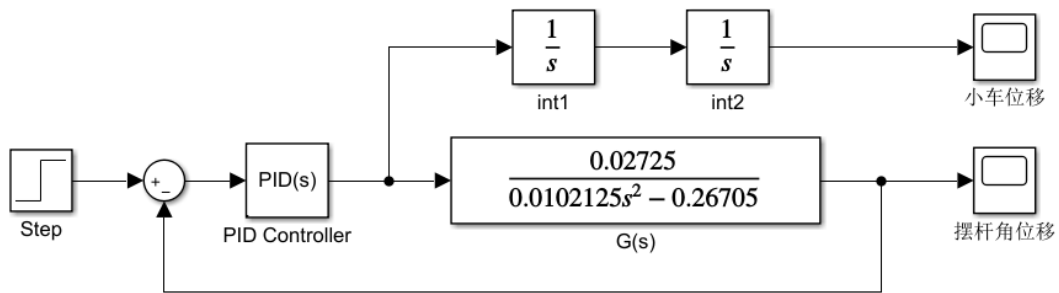 1
s
int1
1
s
int2
小车位移
Step
+
−
PID(s)
PID Controller
0.02725
0.0102125s² − 0.26705
G(s)
摆杆角位移